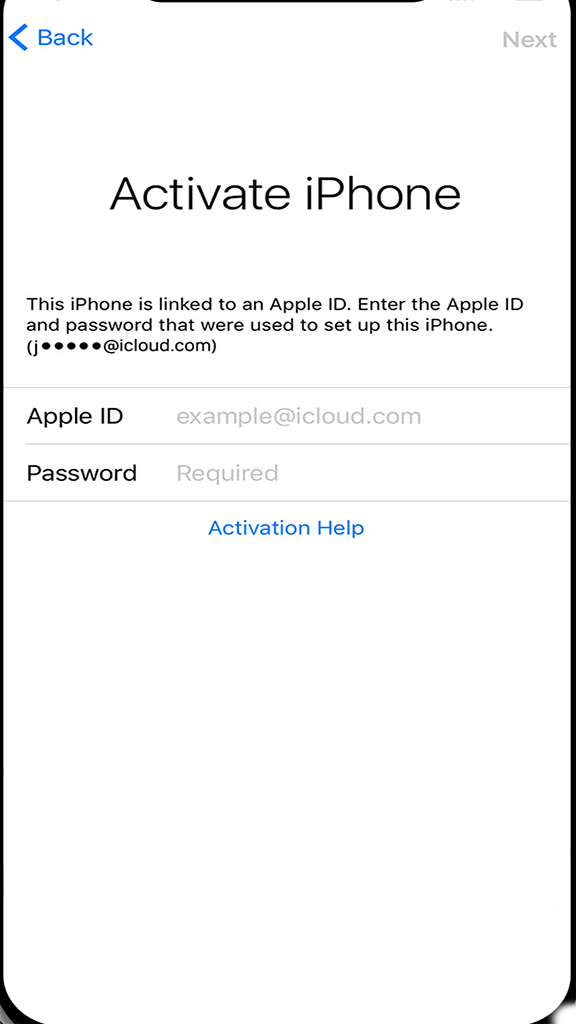 Back
Next
Activate iPhone
This iPhone is linked to an Apple ID. Enter the Apple ID
and password that were used to set up this iPhone.
(j●●●●●@icloud.com)
Apple ID example@icloud.com
Password Required
Activation Help